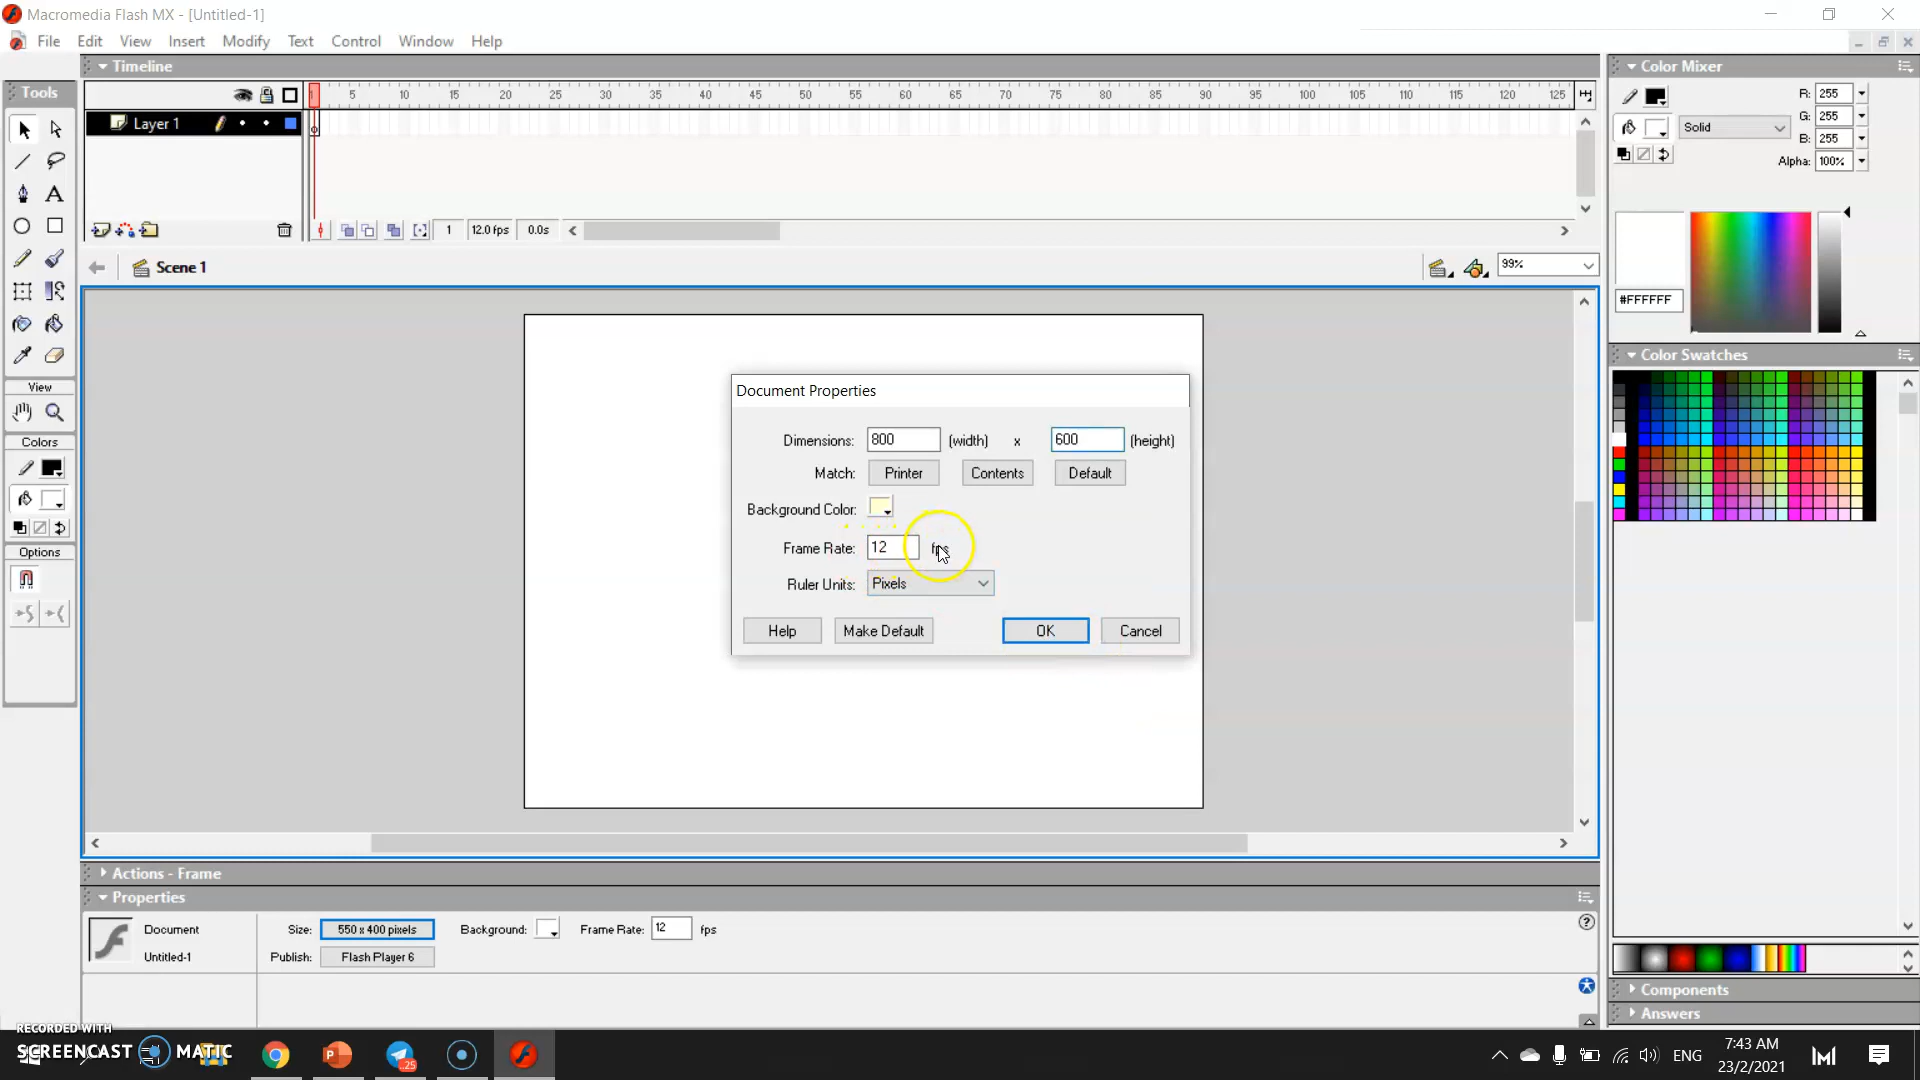 Macromedia Flash MX - [Untitled-1]
File Edit View Insert Modify Text Control Window Help
Timeline
Color Mixer
Tools
1 5 10 15 20 25 30 35 40 45 50 55 60 65 70 75 80 85 90 95 100 105 110 115 120 125
R: 255
Layer 1
G: 255
Solid
B: 255
Alpha: 100%
1 12.0 fps 0.0s
Scene 1
99%
#FFFFFF
Color Swatches
View
Colors
Options
Document Properties
Dimensions: 800 (width) x 600 (height)
Match: Printer Contents Default
Background Color:
Frame Rate: 12 fps
Ruler Units: Pixels
Help Make Default OK Cancel
Actions - Frame
Properties
Document Size: 550 x 400 pixels Background: Frame Rate: 12 fps
Untitled-1 Publish: Flash Player 6
Components
Answers
RECORDED WITH
SCREENCAST MATIC
25
ENG
7:43 AM
23/2/2021